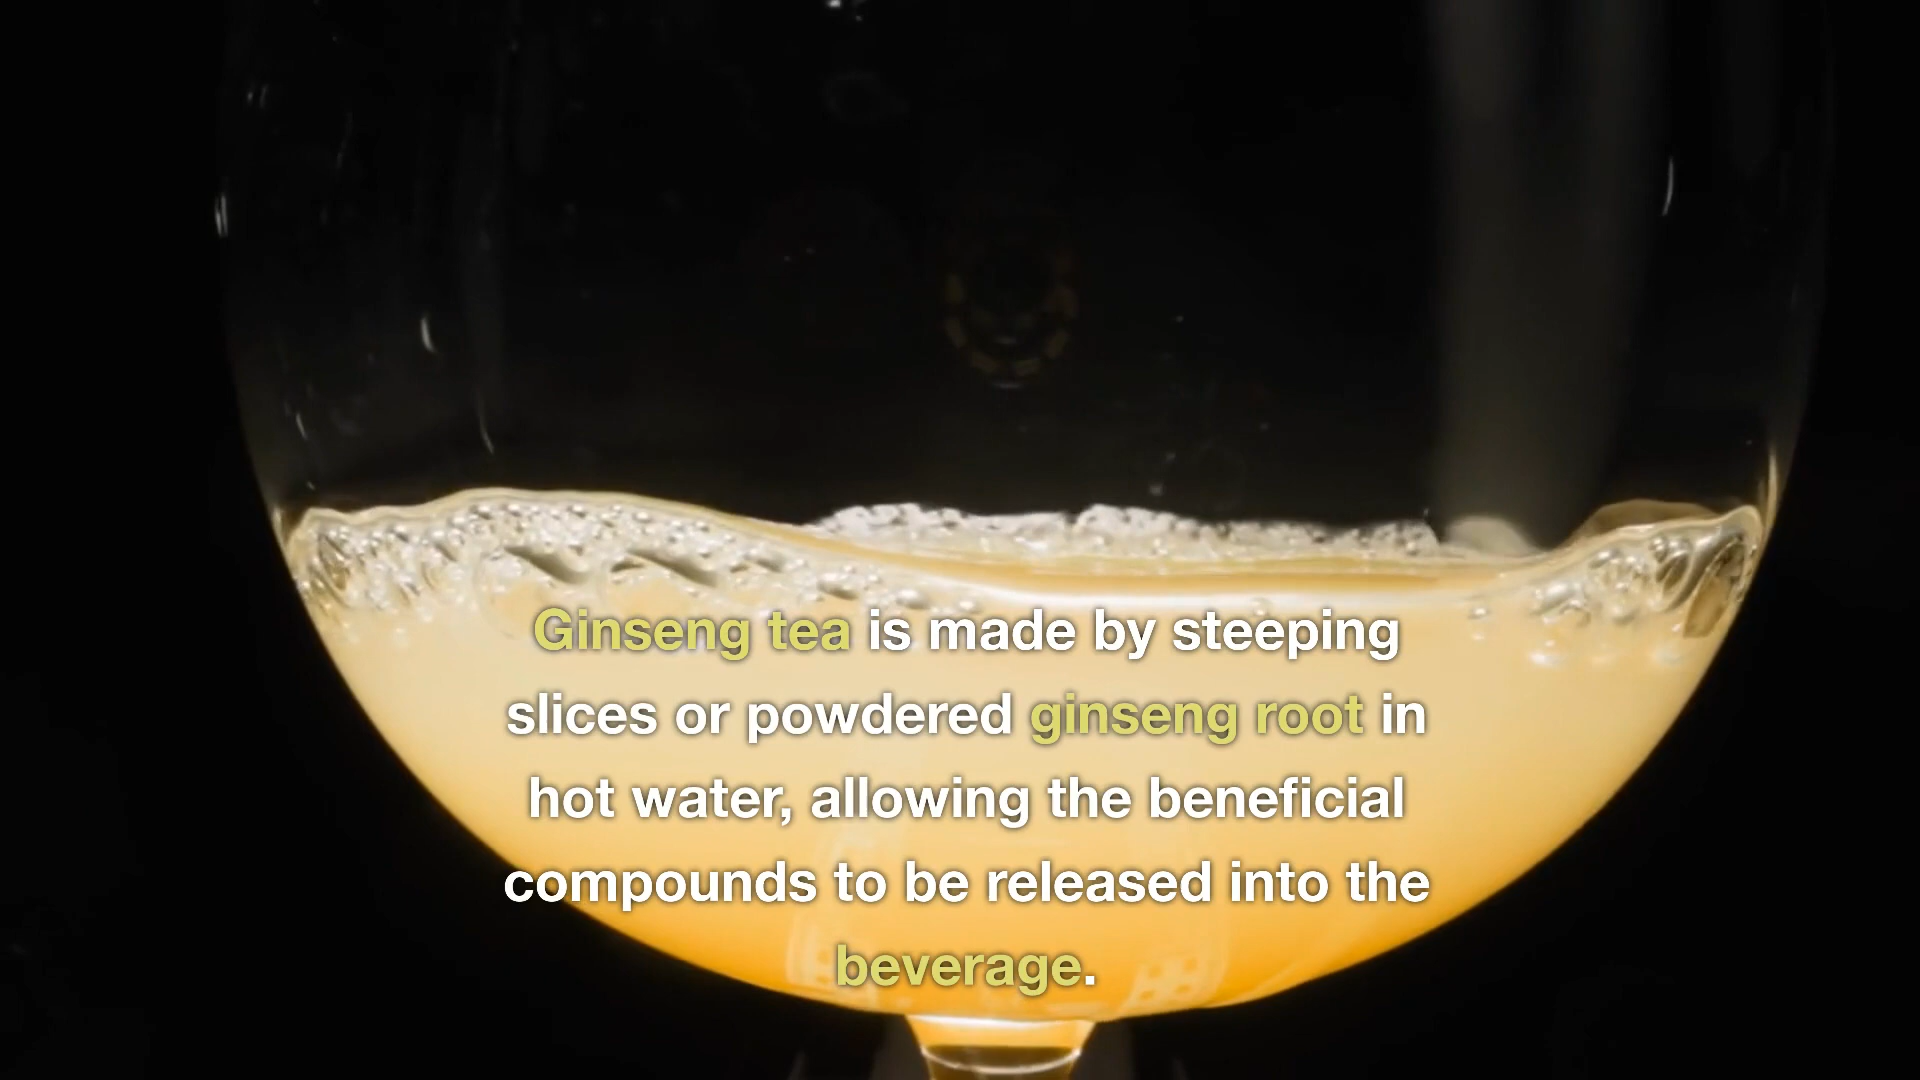 Ginseng tea is made by steeping
slices or powdered ginseng root in
hot water, allowing the beneficial
compounds to be released into the
beverage.